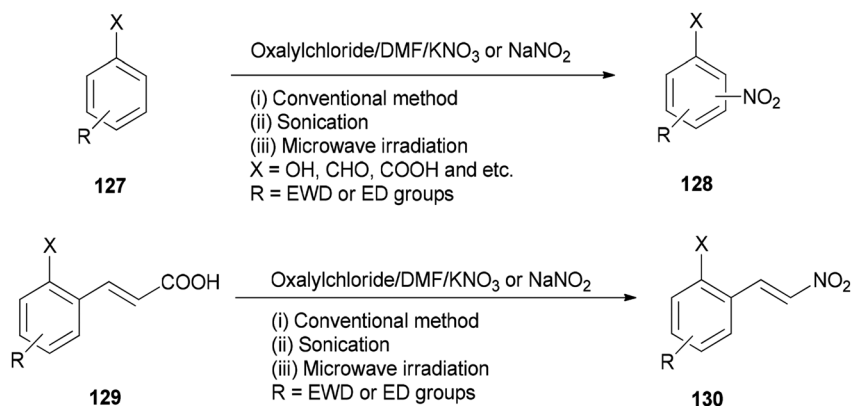 X
R
127
Oxalylchloride/DMF/KNO3 or NaNO2
(i) Conventional method
(ii) Sonication
(iii) Microwave irradiation
X = OH, CHO, COOH and etc.
R = EWD or ED groups
X
NO2
R
128
X
COOH
R
129
Oxalylchloride/DMF/KNO3 or NaNO2
(i) Conventional method
(ii) Sonication
(iii) Microwave irradiation
R = EWD or ED groups
X
NO2
R
130